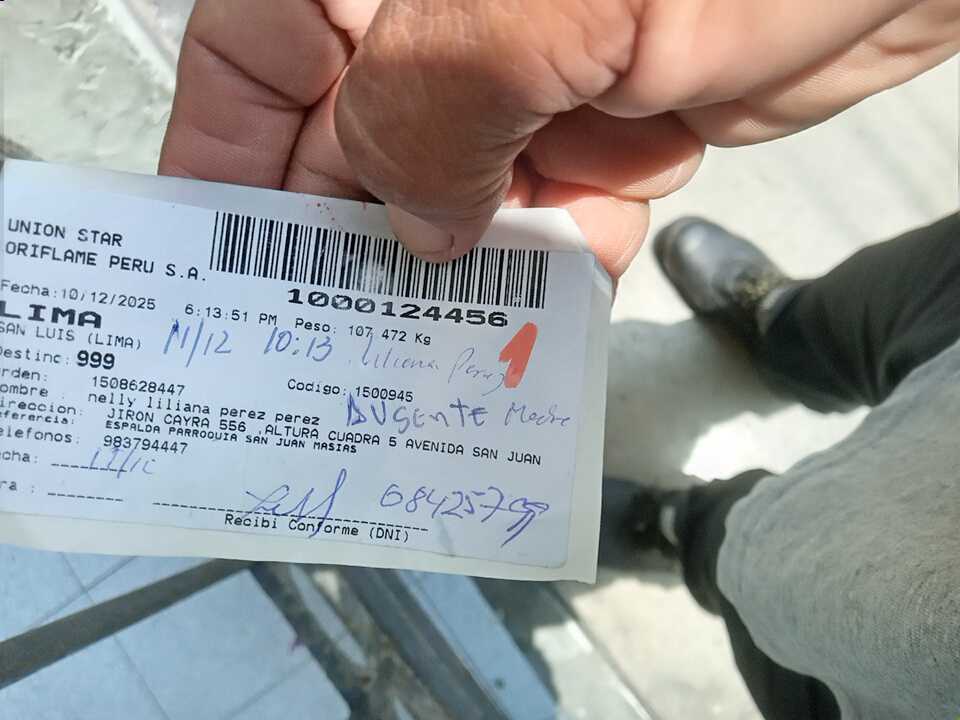 UNION STAR
ORIFLAME PERU S.A.
1000124456
Fecha:10/12/2025 6:13:51 PM Peso: 107,472 Kg
LIMA
SAN LUIS (LIMA) 11/12 10:13 Liliana Perez 1
Destino: 999
Orden: 1508628447 Codigo: 1500945
Nombre : nelly liliana perez perez AUSENTE Madre
Direccion: JIRON CAYRA 556 ,ALTURA CUADRA 5 AVENIDA SAN JUAN
Referencia: ESPALDA PARROQUIA SAN JUAN MASIAS
Telefonos: 983794447
Fecha:
Hora :
Recibi Conforme (DNI)